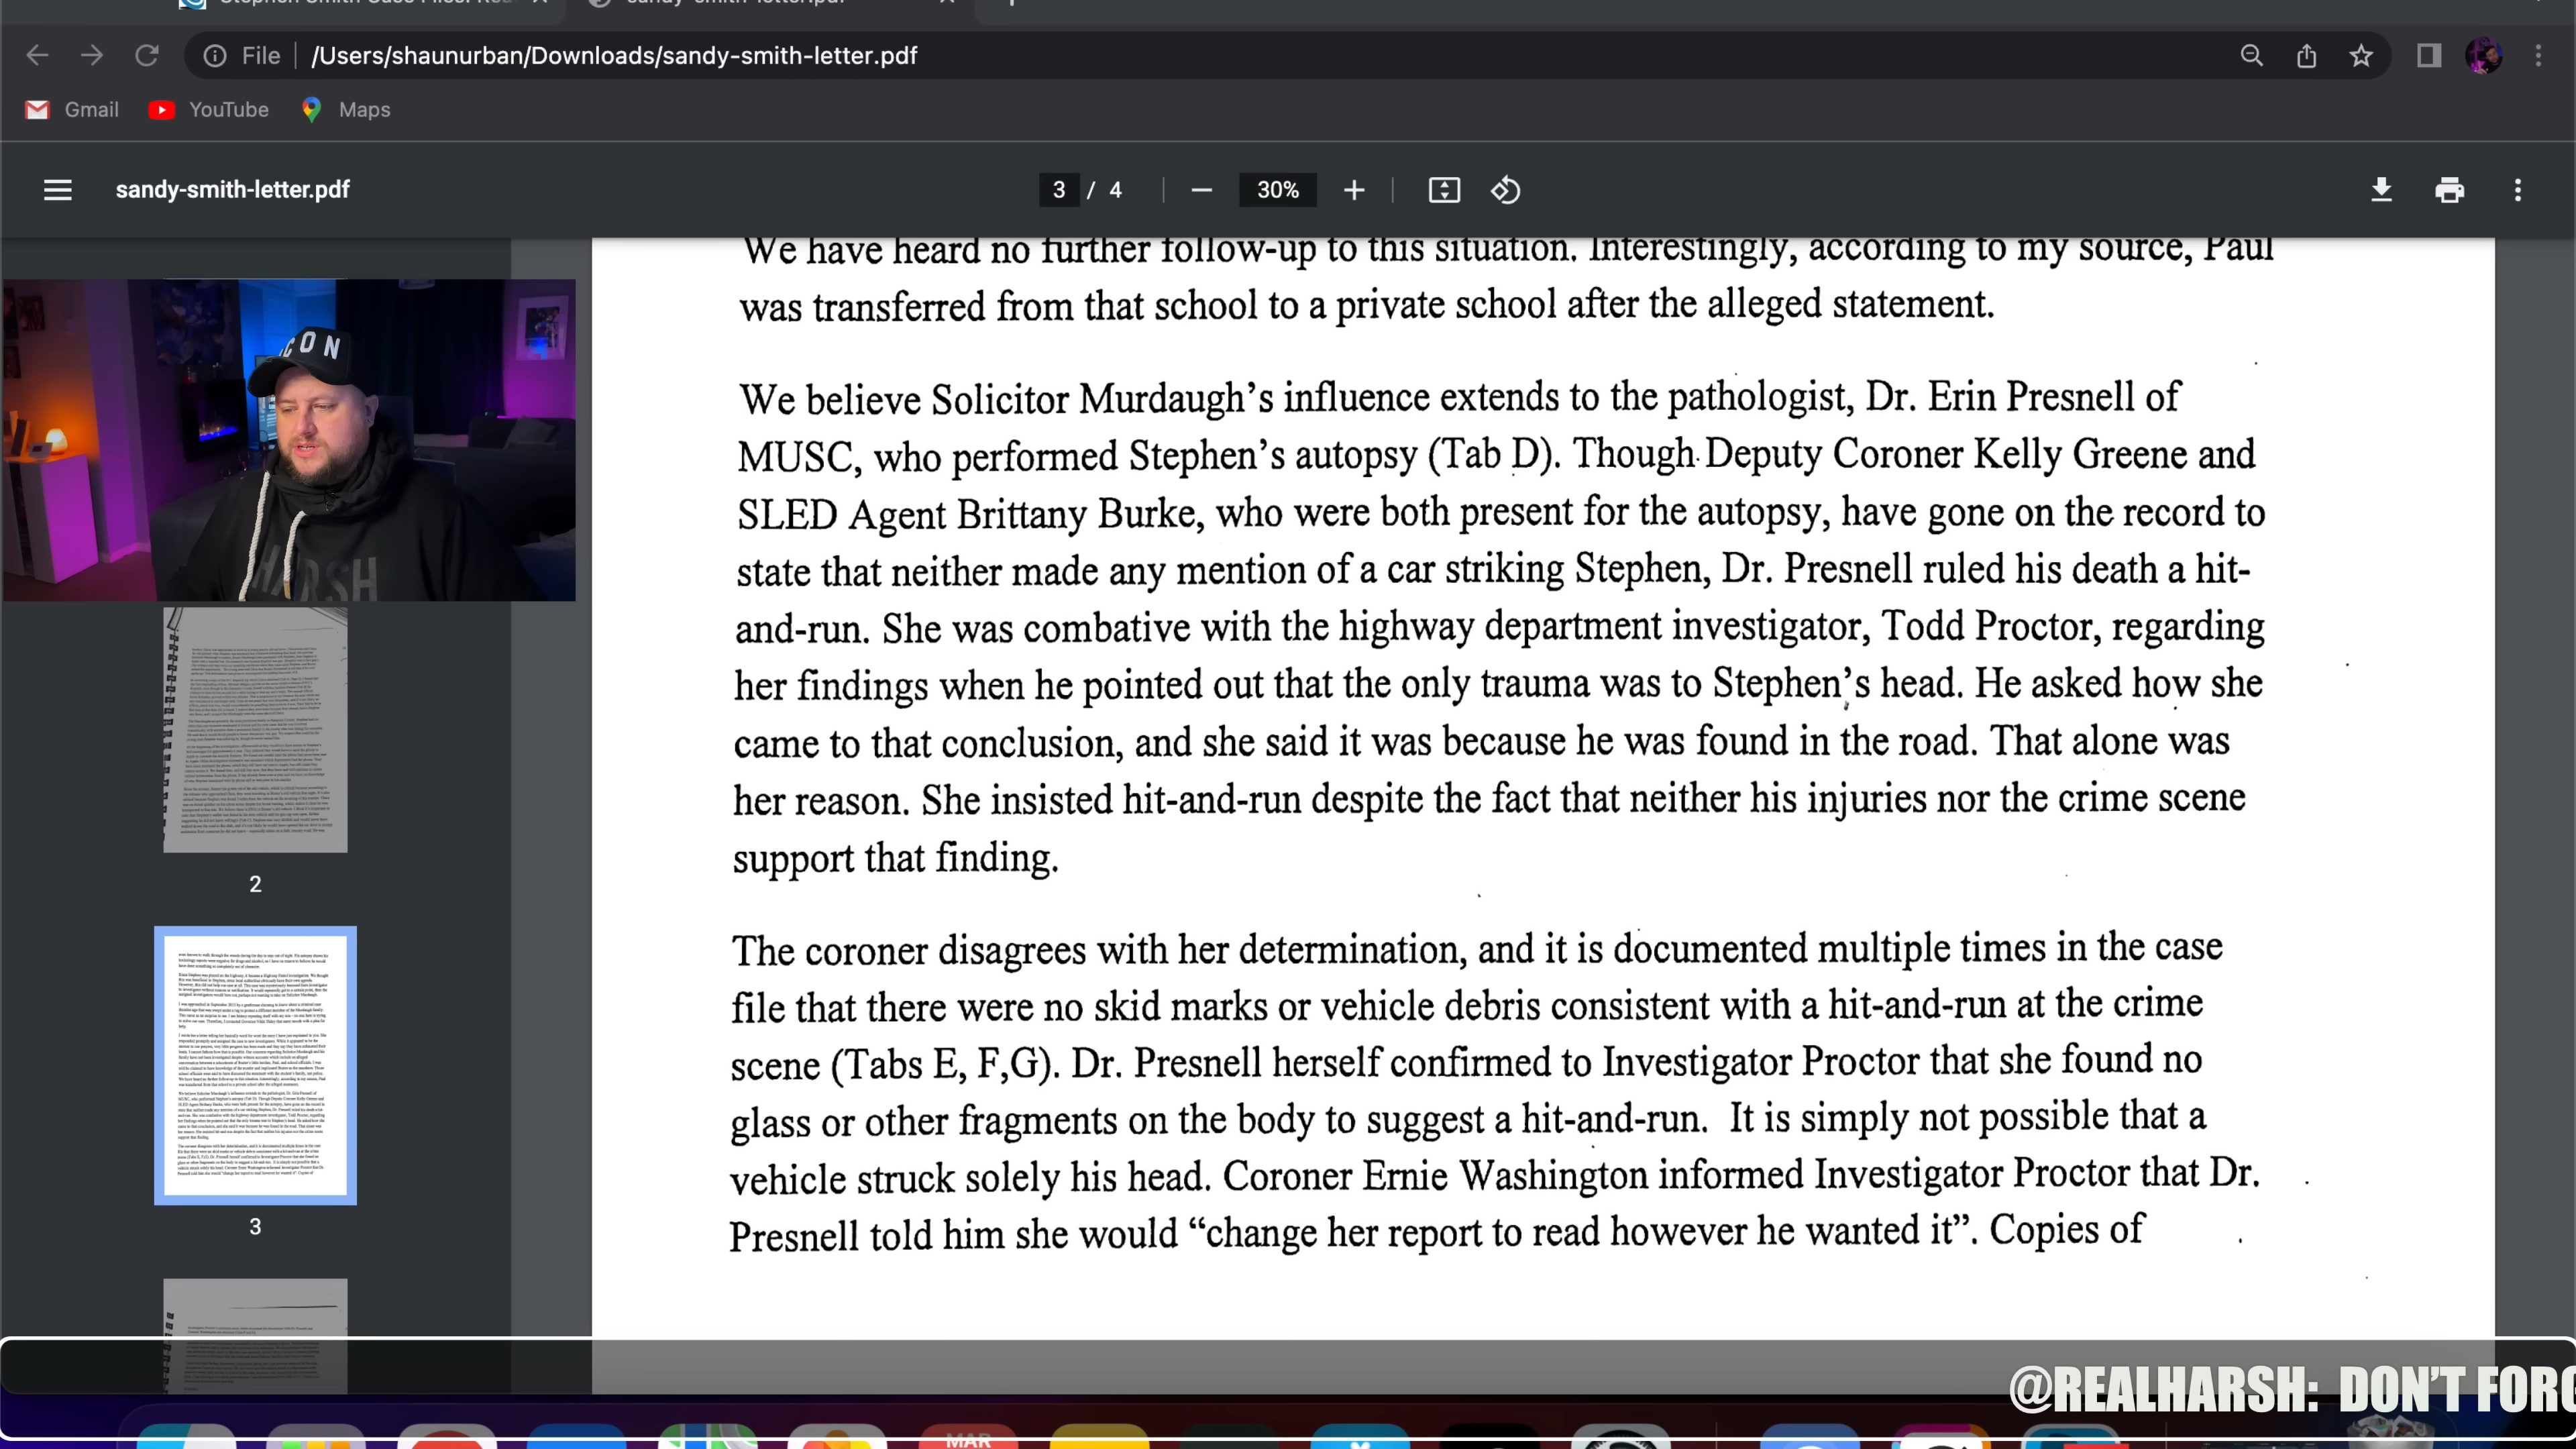 sandy-smith-letter.pdf
File /Users/shaunurban/Downloads/sandy-smith-letter.pdf
Gmail YouTube Maps
sandy-smith-letter.pdf 3 / 4 30%
We have heard no further follow-up to this situation. Interestingly, according to my source, Paul
was transferred from that school to a private school after the alleged statement.
We believe Solicitor Murdaugh's influence extends to the pathologist, Dr. Erin Presnell of
MUSC, who performed Stephen's autopsy (Tab D). Though Deputy Coroner Kelly Greene and
SLED Agent Brittany Burke, who were both present for the autopsy, have gone on the record to
state that neither made any mention of a car striking Stephen, Dr. Presnell ruled his death a hit-
and-run. She was combative with the highway department investigator, Todd Proctor, regarding
her findings when he pointed out that the only trauma was to Stephen's head. He asked how she
came to that conclusion, and she said it was because he was found in the road. That alone was
her reason. She insisted hit-and-run despite the fact that neither his injuries nor the crime scene
support that finding.
The coroner disagrees with her determination, and it is documented multiple times in the case
file that there were no skid marks or vehicle debris consistent with a hit-and-run at the crime
scene (Tabs E, F,G). Dr. Presnell herself confirmed to Investigator Proctor that she found no
glass or other fragments on the body to suggest a hit-and-run. It is simply not possible that a
vehicle struck solely his head. Coroner Ernie Washington informed Investigator Proctor that Dr.
Presnell told him she would “change her report to read however he wanted it”. Copies of
ICON
HARSH
2
3
@REALHARSH: DON'T FORG
MAR